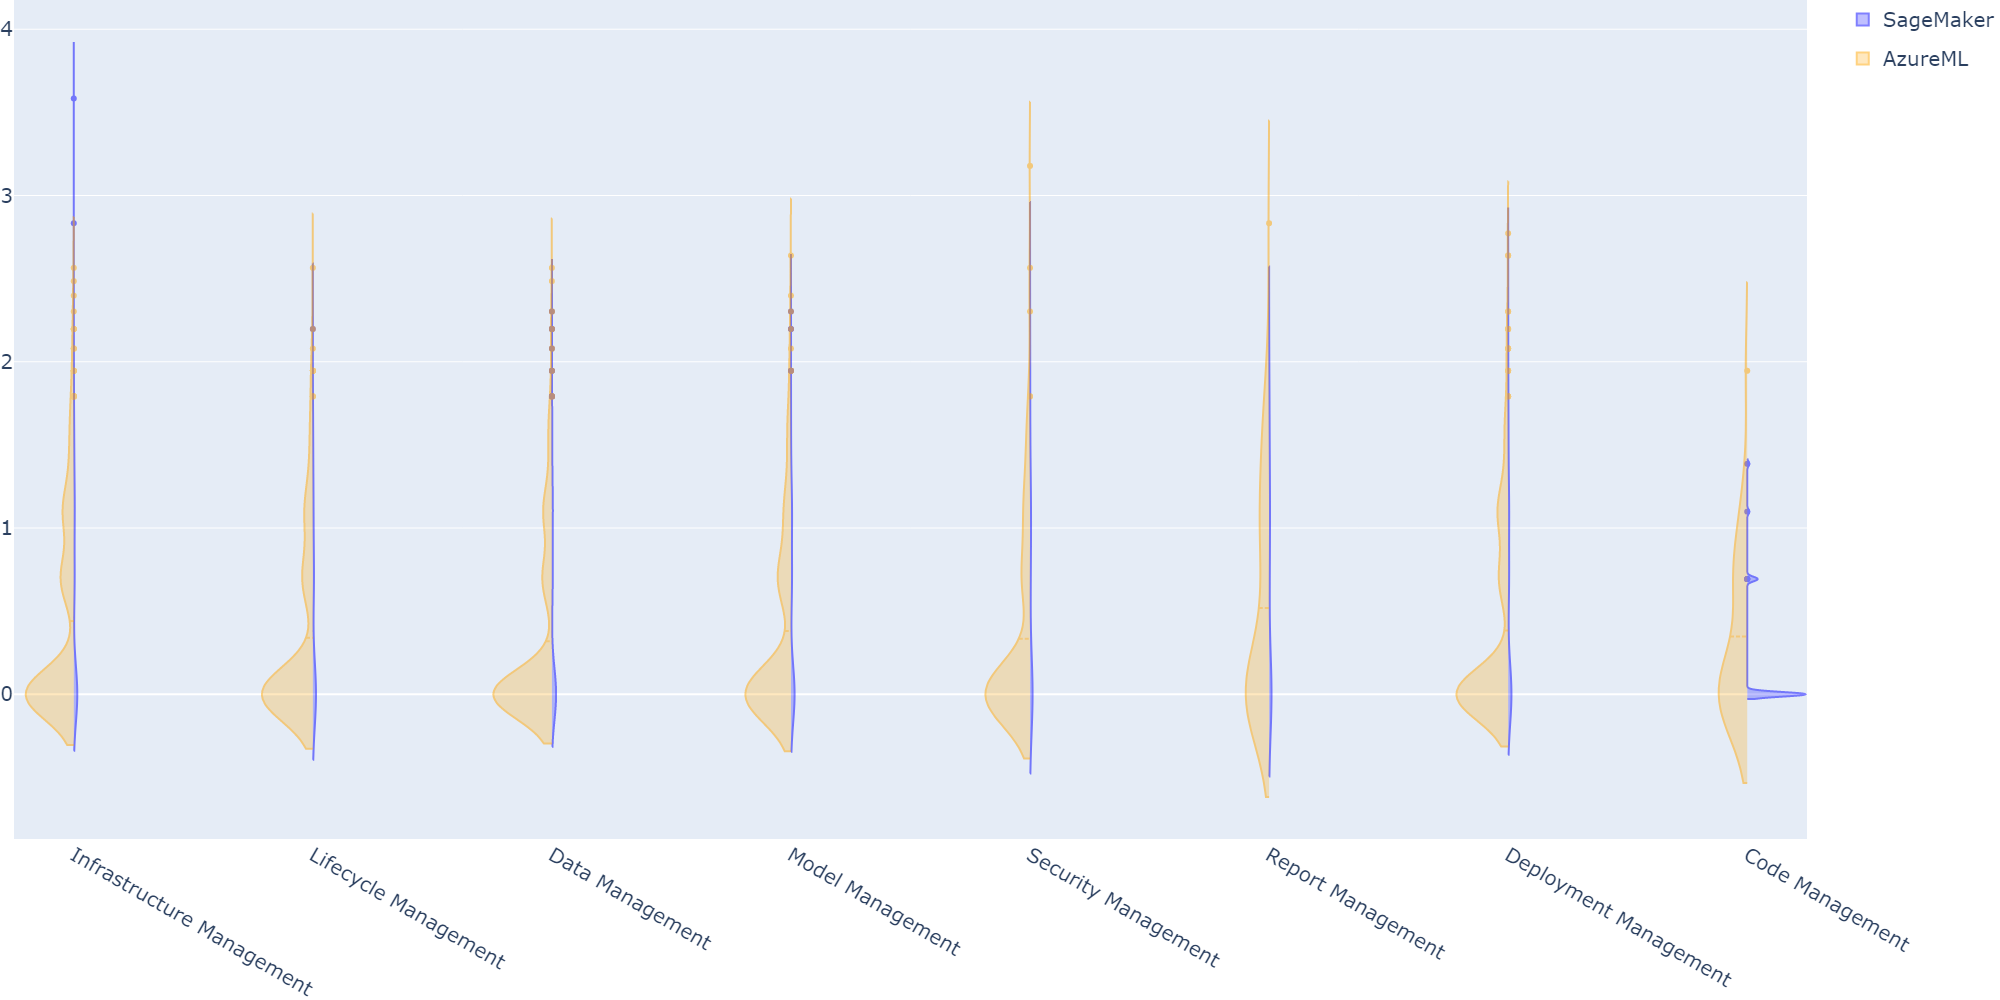 SageMaker
AzureML
4
3
2
1
0
Infrastructure Management
Lifecycle Management
Data Management
Model Management
Security Management
Report Management
Deployment Management
Code Management